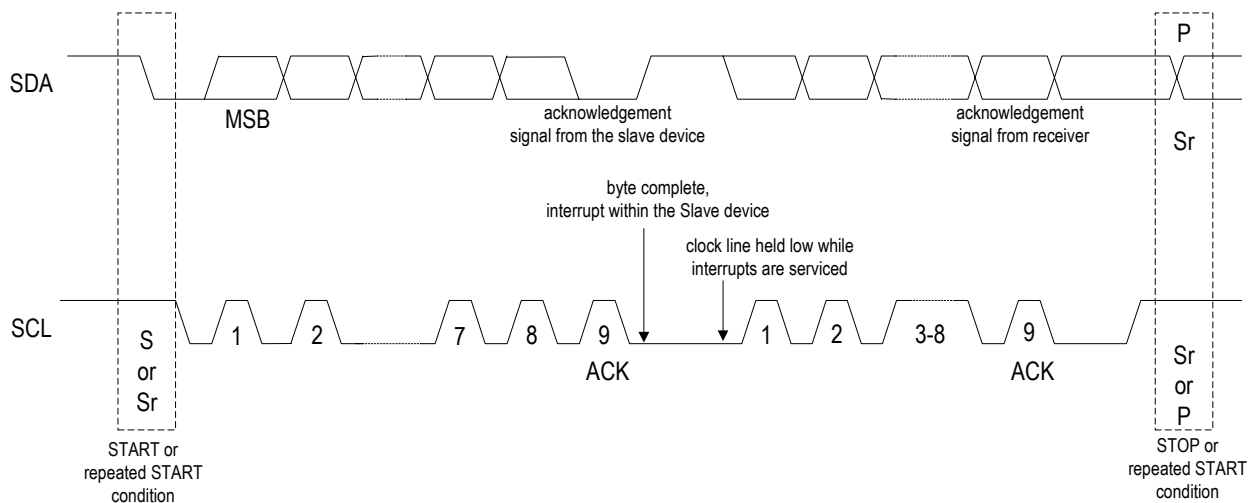 P
SDA
MSB
acknowledgement
signal from the slave device
acknowledgement
signal from receiver
Sr
byte complete,
interrupt within the Slave device
clock line held low while
interrupts are serviced
SCL
1
2
7
8
9
1
2
3-8
9
ACK
ACK
S
or
Sr
Sr
or
P
START or
repeated START
condition
STOP or
repeated START
condition